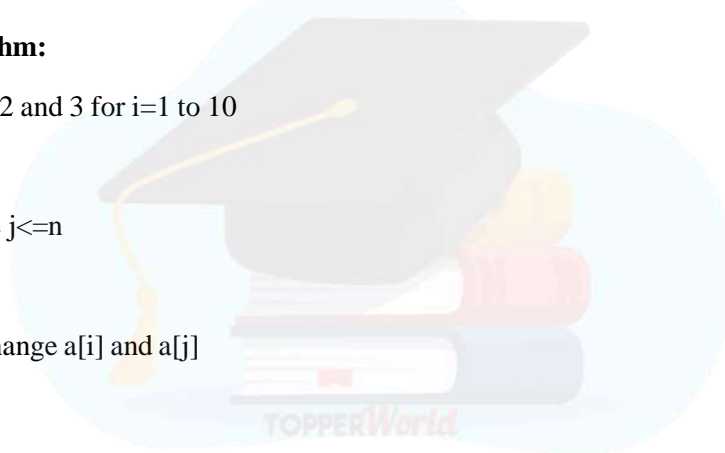 hm:
2 and 3 for i=1 to 10
j<=n
ange a[i] and a[j]
TOPPERWorld